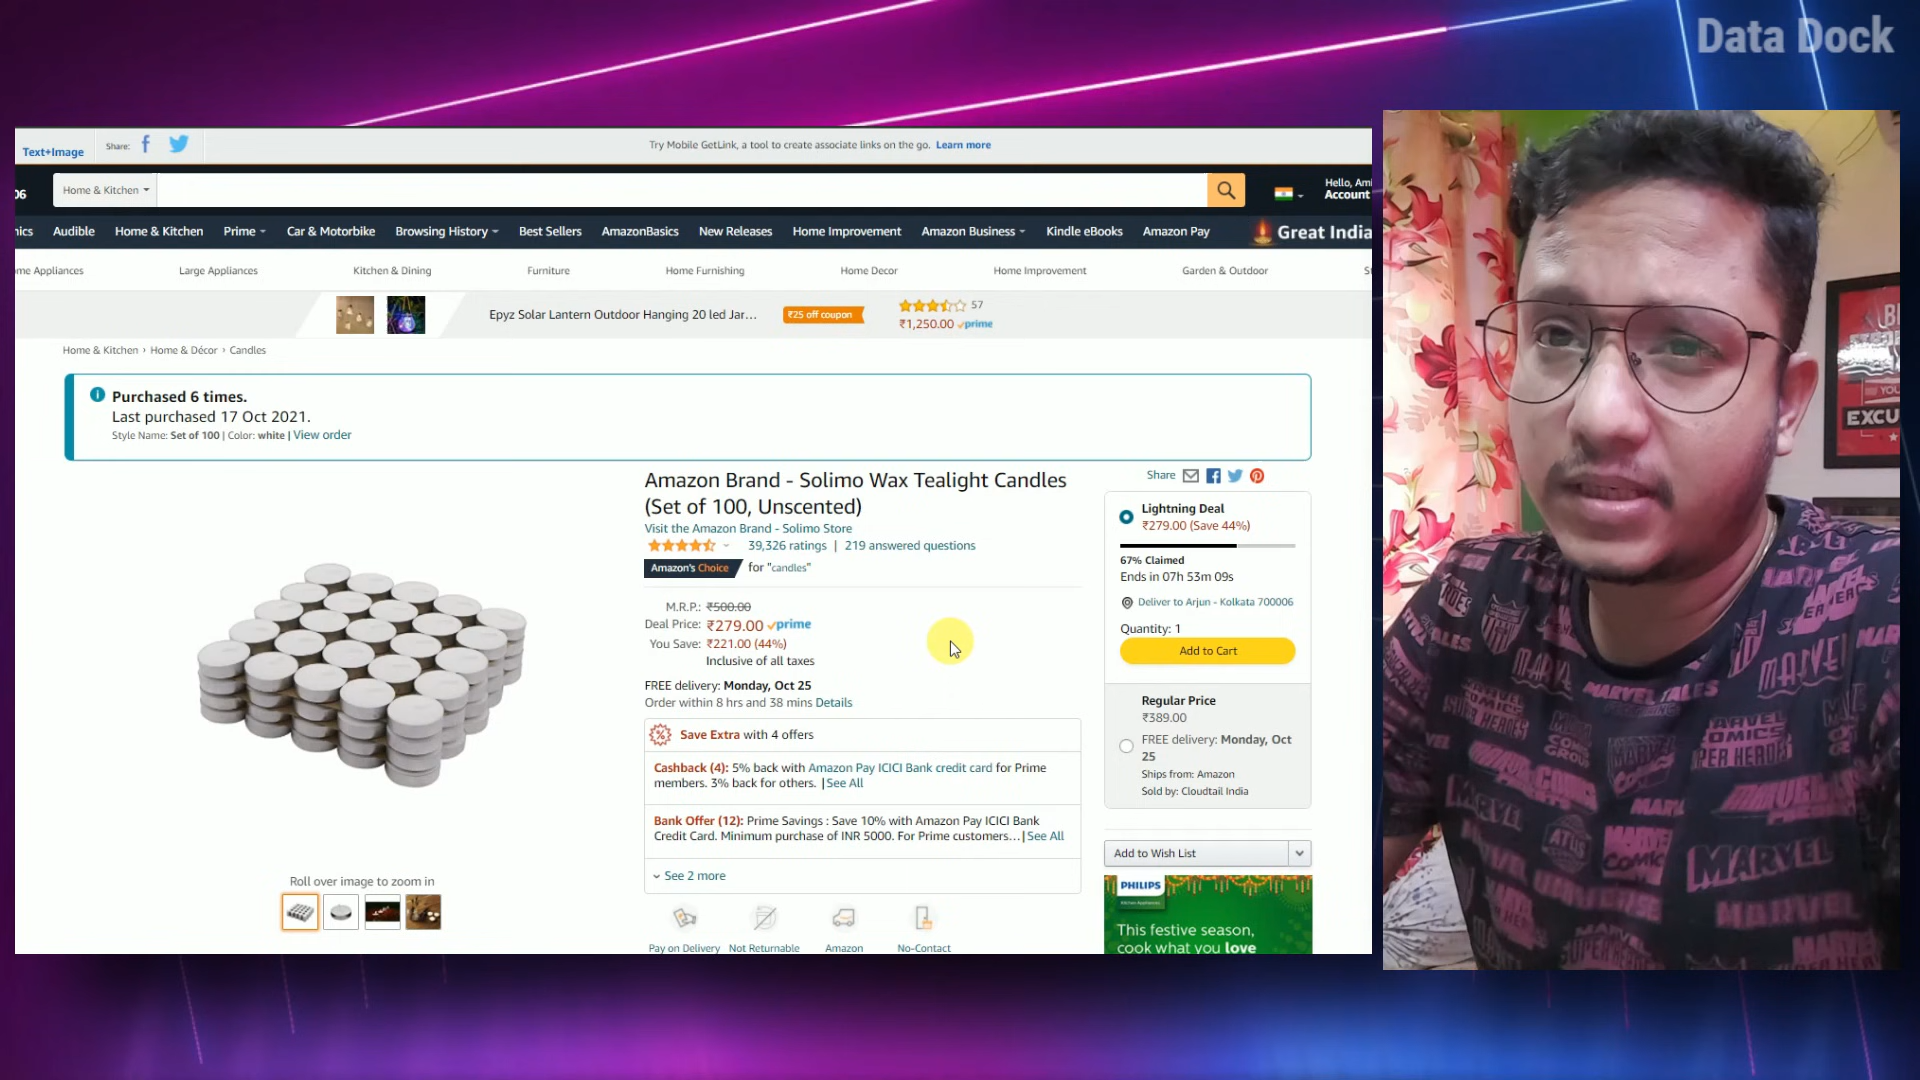 Data Dock
Text+Image
Share:
Try Mobile GetLink, a tool to create associate links on the go. Learn more
06
Home & Kitchen
Hello, Ami
Account
nics
Audible
Home & Kitchen
Prime
Car & Motorbike
Browsing History
Best Sellers
AmazonBasics
New Releases
Home Improvement
Amazon Business
Kindle eBooks
Amazon Pay
Great India
me Appliances
Large Appliances
Kitchen & Dining
Furniture
Home Furnishing
Home Decor
Home Improvement
Garden & Outdoor
St
Epyz Solar Lantern Outdoor Hanging 20 led Jar...
₹25 off coupon
57
₹1,250.00 prime
Home & Kitchen › Home & Décor › Candles
Purchased 6 times.
Last purchased 17 Oct 2021.
Style Name: Set of 100 | Color: white | View order
Amazon Brand - Solimo Wax Tealight Candles
(Set of 100, Unscented)
Visit the Amazon Brand - Solimo Store
39,326 ratings | 219 answered questions
Amazon's Choice for "candles"
M.R.P.: ₹500.00
Deal Price: ₹279.00 prime
You Save: ₹221.00 (44%)
Inclusive of all taxes
FREE delivery: Monday, Oct 25
Order within 8 hrs and 38 mins Details
Save Extra with 4 offers
Cashback (4): 5% back with Amazon Pay ICICI Bank credit card for Prime
members. 3% back for others. | See All
Bank Offer (12): Prime Savings : Save 10% with Amazon Pay ICICI Bank
Credit Card. Minimum purchase of INR 5000. For Prime customers... | See All
See 2 more
Pay on Delivery
Not Returnable
Amazon
No-Contact
Roll over image to zoom in
Share
Lightning Deal
₹279.00 (Save 44%)
67% Claimed
Ends in 07h 53m 09s
Deliver to Arjun - Kolkata 700006
Quantity: 1
Add to Cart
Regular Price
₹389.00
FREE delivery: Monday, Oct
25
Ships from: Amazon
Sold by: Cloudtail India
Add to Wish List
PHILIPS
This festive season,
cook what you love
YOU
EXCU
MARVEL TALES
MARVEL
COMIC
MARVEL